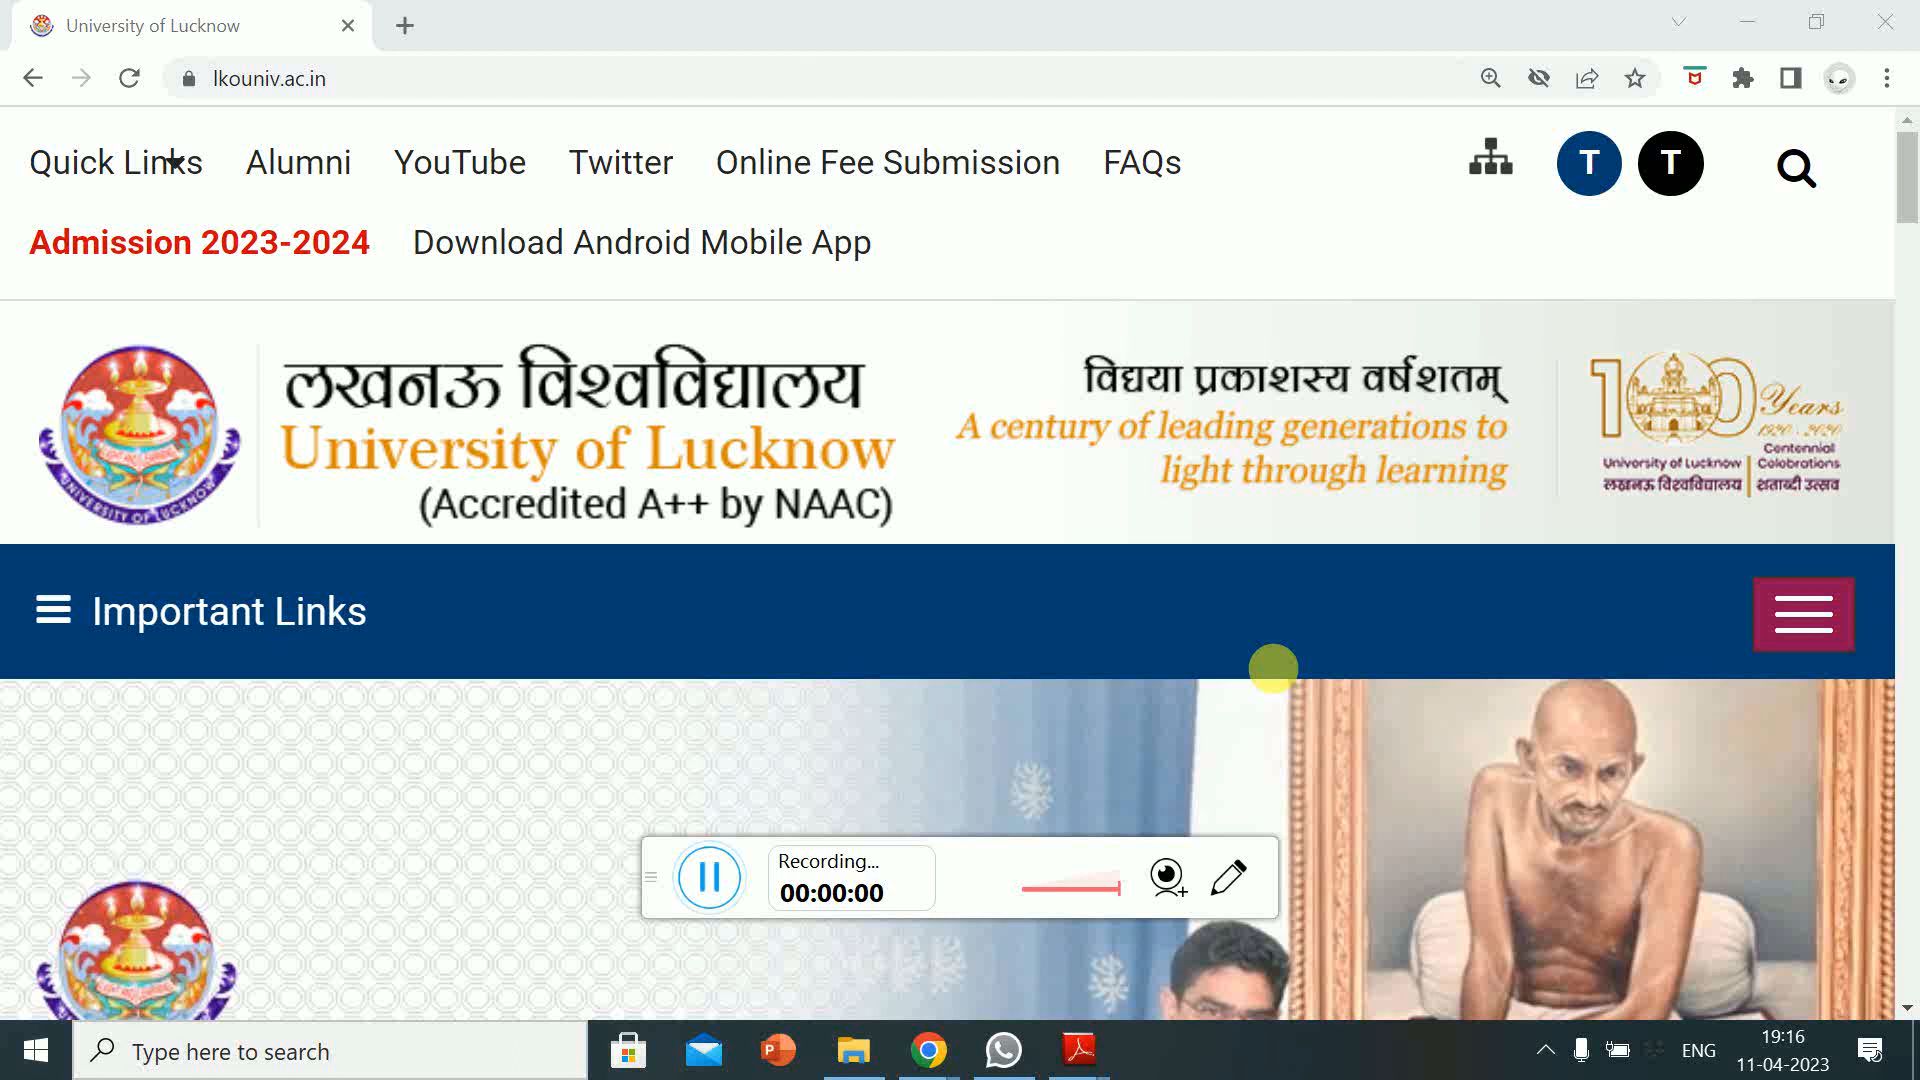 University of Lucknow
lkouniv.ac.in
Quick Links Alumni YouTube Twitter Online Fee Submission FAQs
T T
Admission 2023-2024 Download Android Mobile App
लखनऊ विश्वविद्यालय
University of Lucknow
(Accredited A++ by NAAC)
विद्यया प्रकाशस्य वर्षशतम्
A century of leading generations to
light through learning
100 Years
1920 - 2020
Centennial
University of Lucknow Celebrations
लखनऊ विश्वविद्यालय शताब्दी उत्सव
UNIVERSITY OF LUCKNOW
Important Links
Recording...
00:00:00
Type here to search
ENG
19:16
11-04-2023